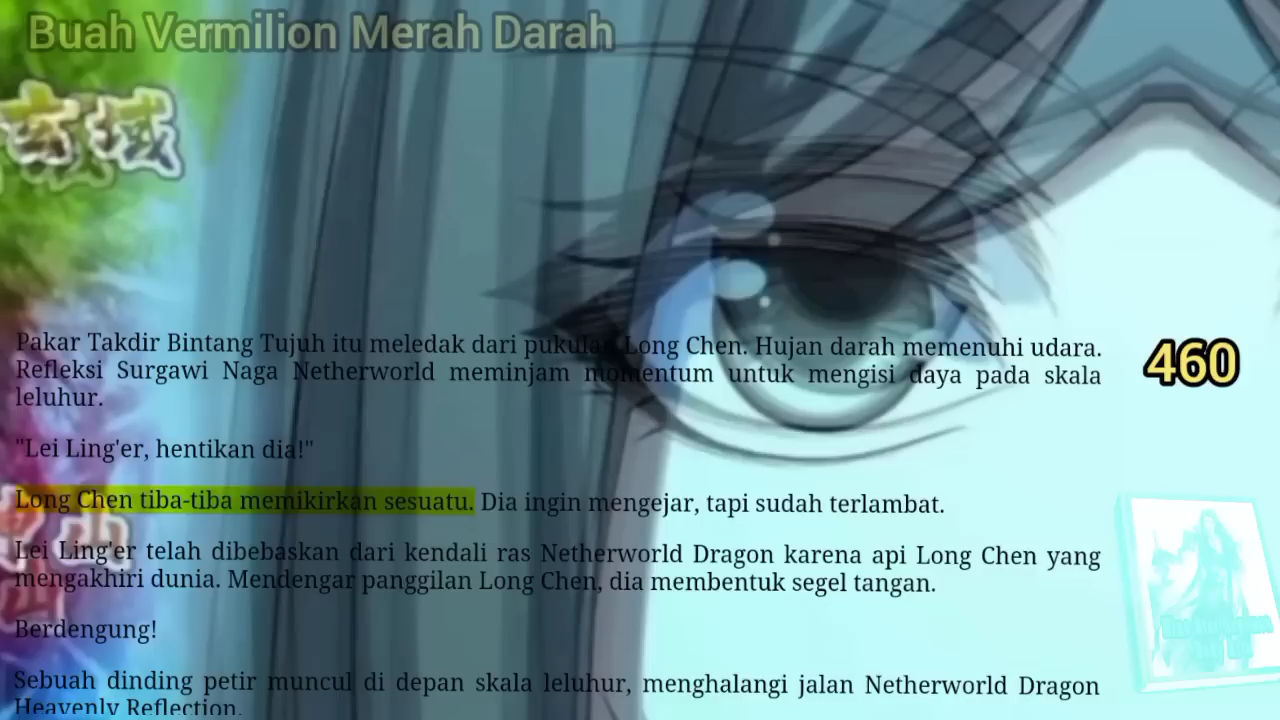 Buah Vermilion Merah Darah
玄域
Pakar Takdir Bintang Tujuh itu meledak dari pukulan Long Chen. Hujan darah memenuhi udara.
460
Refleksi Surgawi Naga Netherworld meminjam momentum untuk mengisi daya pada skala
leluhur.
"Lei Ling'er, hentikan dia!"
Long Chen tiba-tiba memikirkan sesuatu. Dia ingin mengejar, tapi sudah terlambat.
Lei Ling'er telah dibebaskan dari kendali ras Netherworld Dragon karena api Long Chen yang
mengakhiri dunia. Mendengar panggilan Long Chen, dia membentuk segel tangan.
Berdengung!
Sebuah dinding petir muncul di depan skala leluhur, menghalangi jalan Netherworld Dragon
Heavenly Reflection.